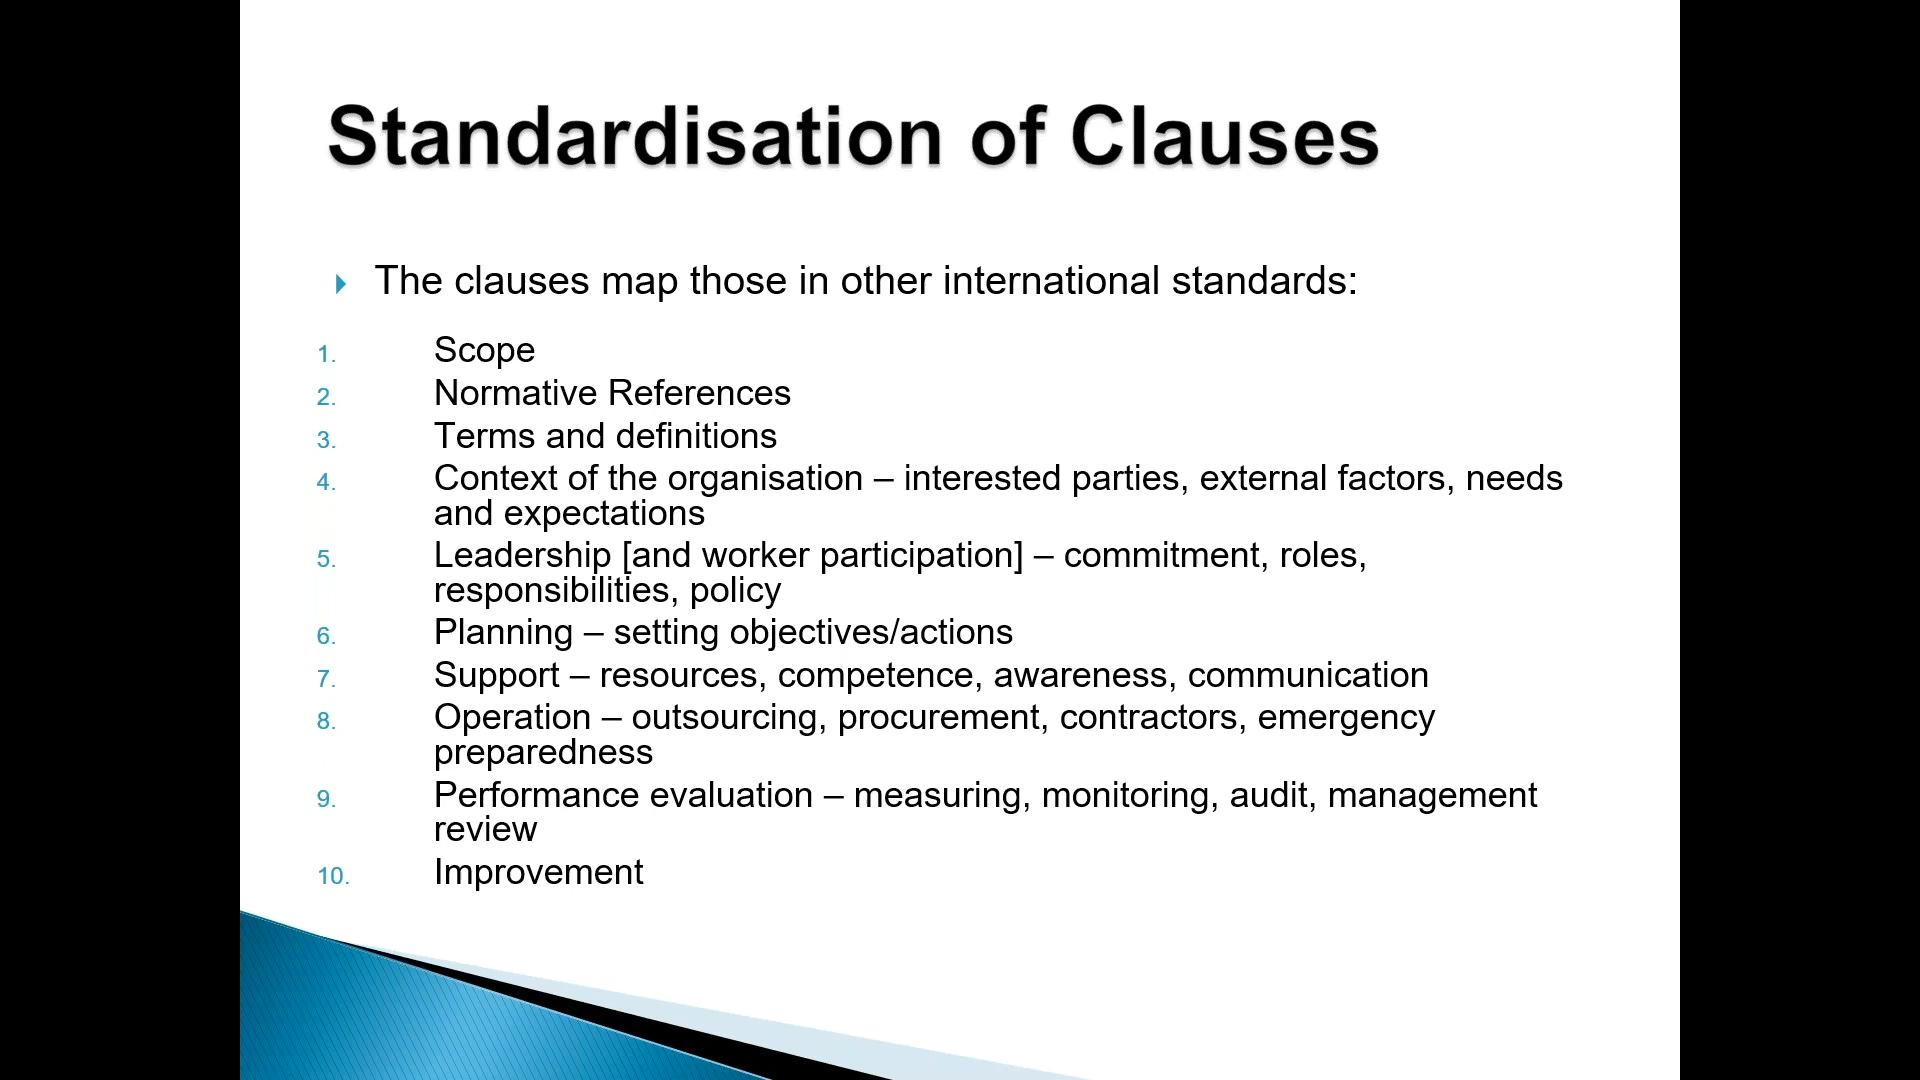 Standardisation of Clauses
The clauses map those in other international standards:
1. Scope
2. Normative References
3. Terms and definitions
4. Context of the organisation – interested parties, external factors, needs
and expectations
5. Leadership [and worker participation] – commitment, roles,
responsibilities, policy
6. Planning – setting objectives/actions
7. Support – resources, competence, awareness, communication
8. Operation – outsourcing, procurement, contractors, emergency
preparedness
9. Performance evaluation – measuring, monitoring, audit, management
review
10. Improvement